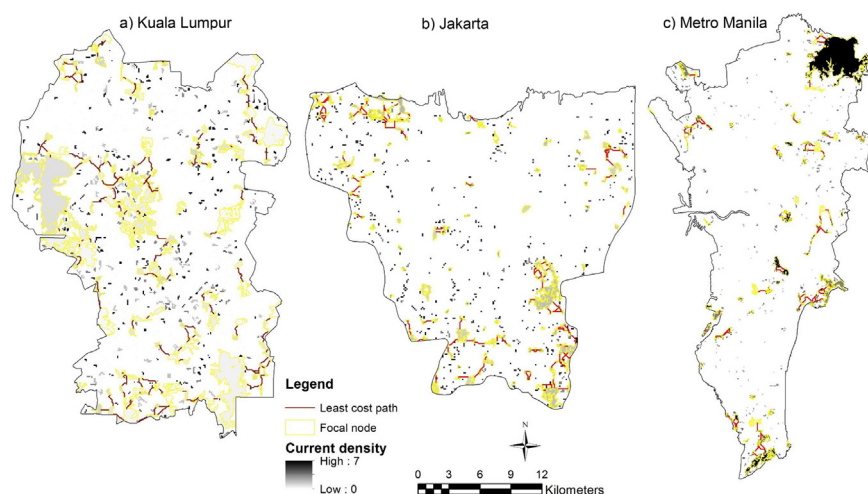 a) Kuala Lumpur
b) Jakarta
c) Metro Manila
Legend
Least cost path
Focal node
Current density
High : 7
Low : 0
N
0 3 6 9 12
Kilometers